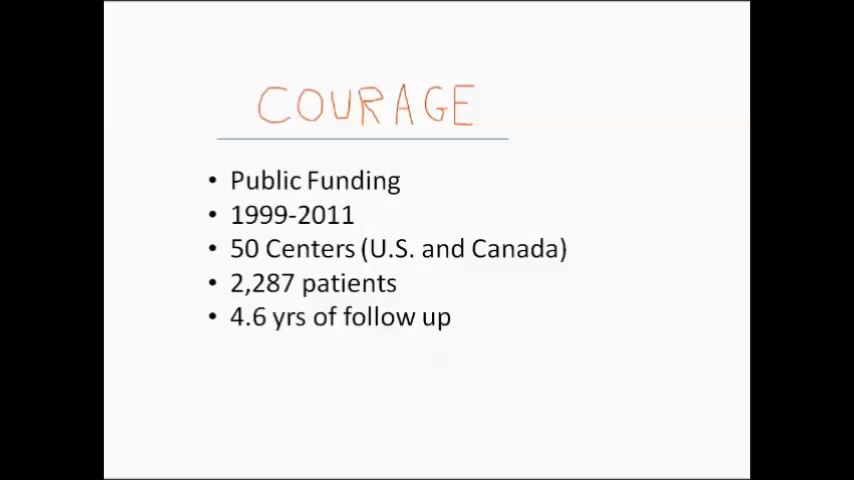 COURAGE
• Public Funding
• 1999-2011
• 50 Centers (U.S. and Canada)
• 2,287 patients
• 4.6 yrs of follow up